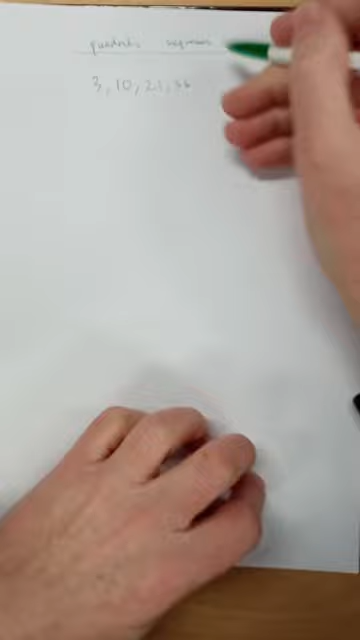 quadratic sequences
3, 10, 21, 36